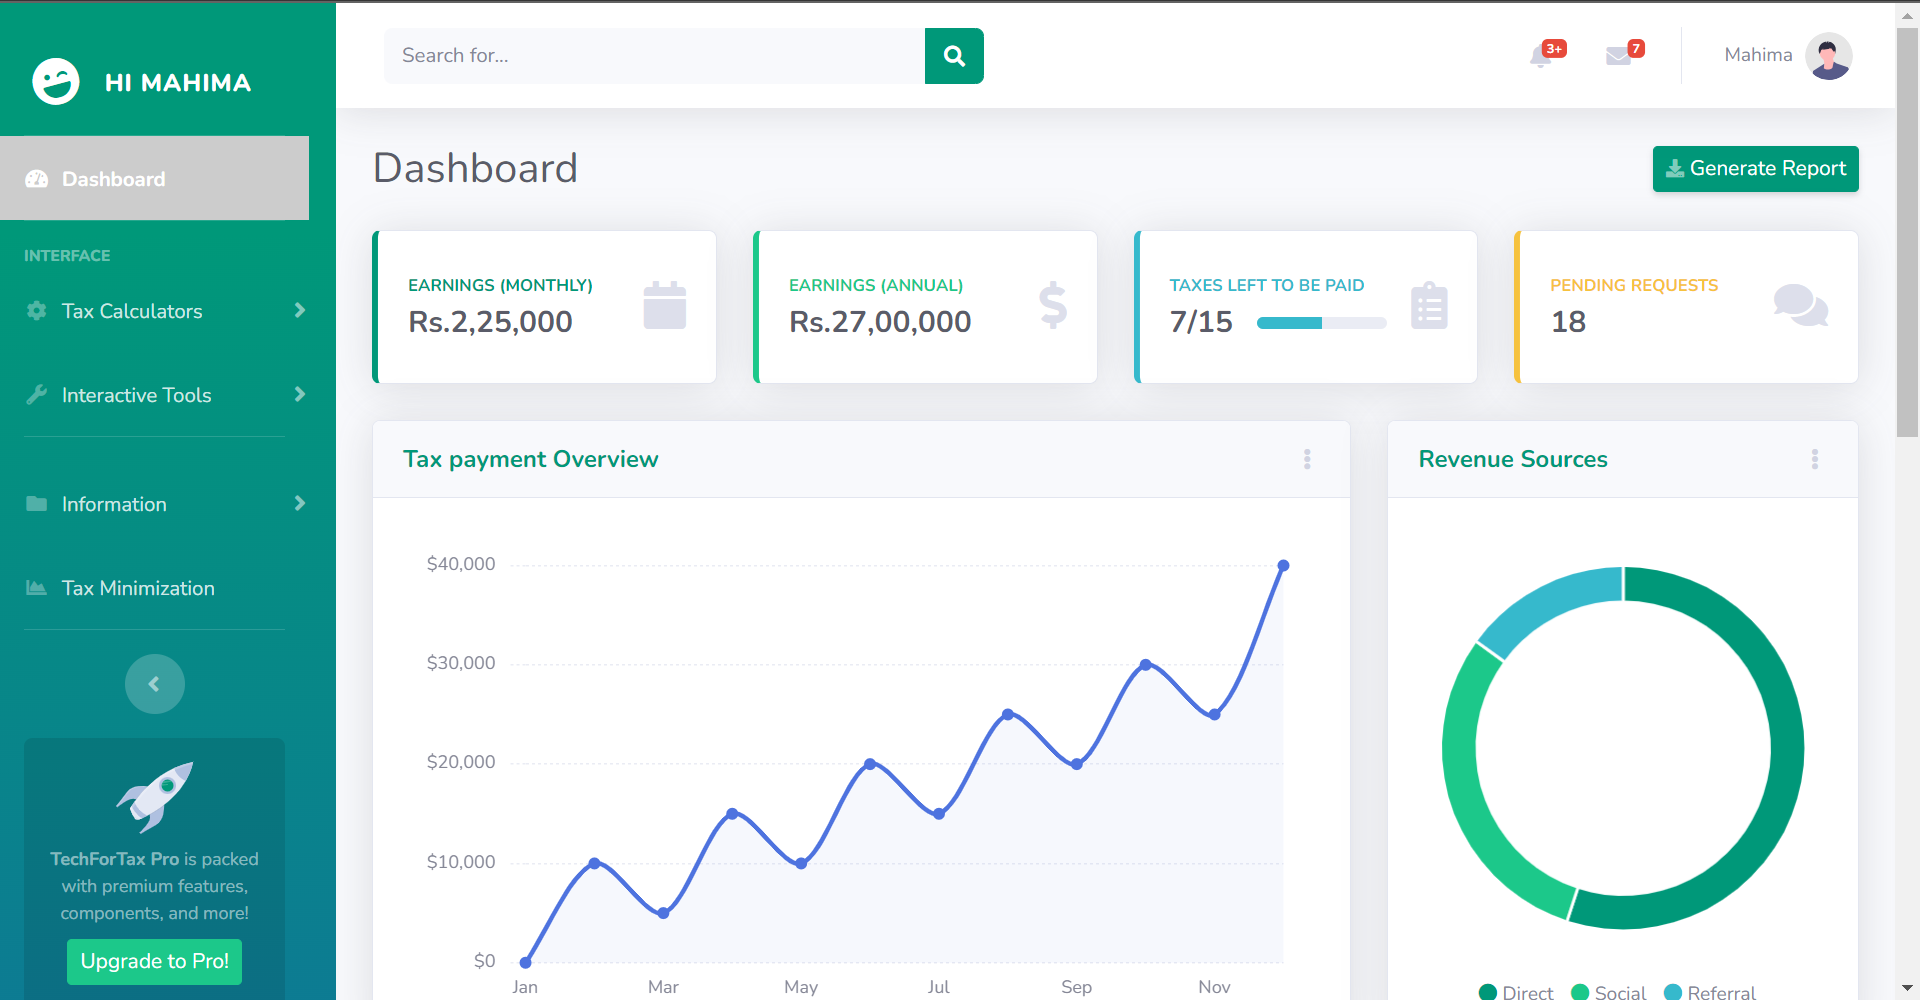 HI MAHIMA
Search for...
3+
7
Mahima
Dashboard
INTERFACE
Tax Calculators
Interactive Tools
Information
Tax Minimization
TechForTax Pro is packed
with premium features,
components, and more!
Upgrade to Pro!
Dashboard
Generate Report
EARNINGS (MONTHLY)
Rs.2,25,000
EARNINGS (ANNUAL)
Rs.27,00,000
TAXES LEFT TO BE PAID
7/15
PENDING REQUESTS
18
Tax payment Overview
$40,000
$30,000
$20,000
$10,000
$0
Jan Mar May Jul Sep Nov
Revenue Sources
Direct Social Referral